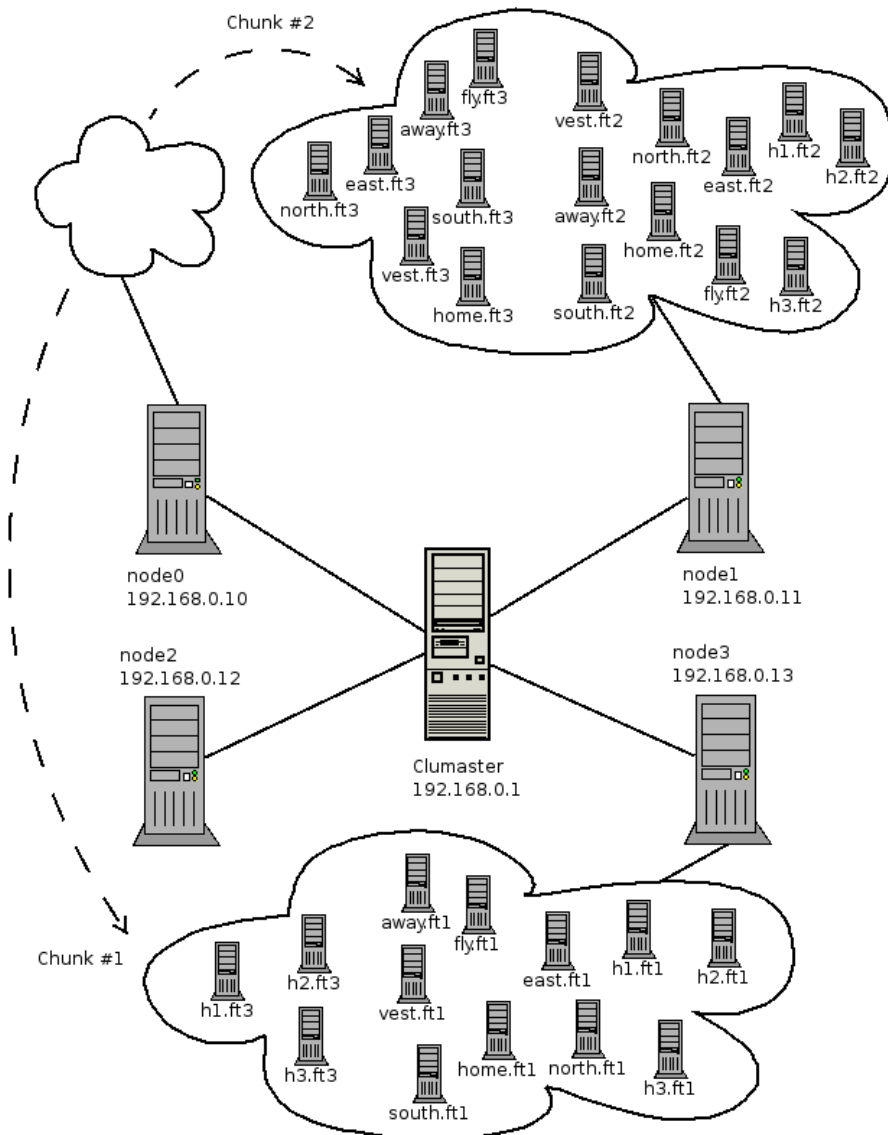 Chunk #2
fly.ft3
away.ft3
vest.ft2
north.ft2
h1.ft2
h2.ft2
east.ft3
east.ft2
north.ft3
south.ft3
away.ft2
home.ft2
vest.ft3
fly.ft2
h3.ft2
home.ft3
south.ft2
node0
192.168.0.10
node1
192.168.0.11
node2
192.168.0.12
node3
192.168.0.13
Clumaster
192.168.0.1
Chunk #1
away.ft1
fly.ft1
h2.ft3
east.ft1
h1.ft1
h2.ft1
h1.ft3
vest.ft1
h3.ft3
home.ft1
north.ft1
h3.ft1
south.ft1